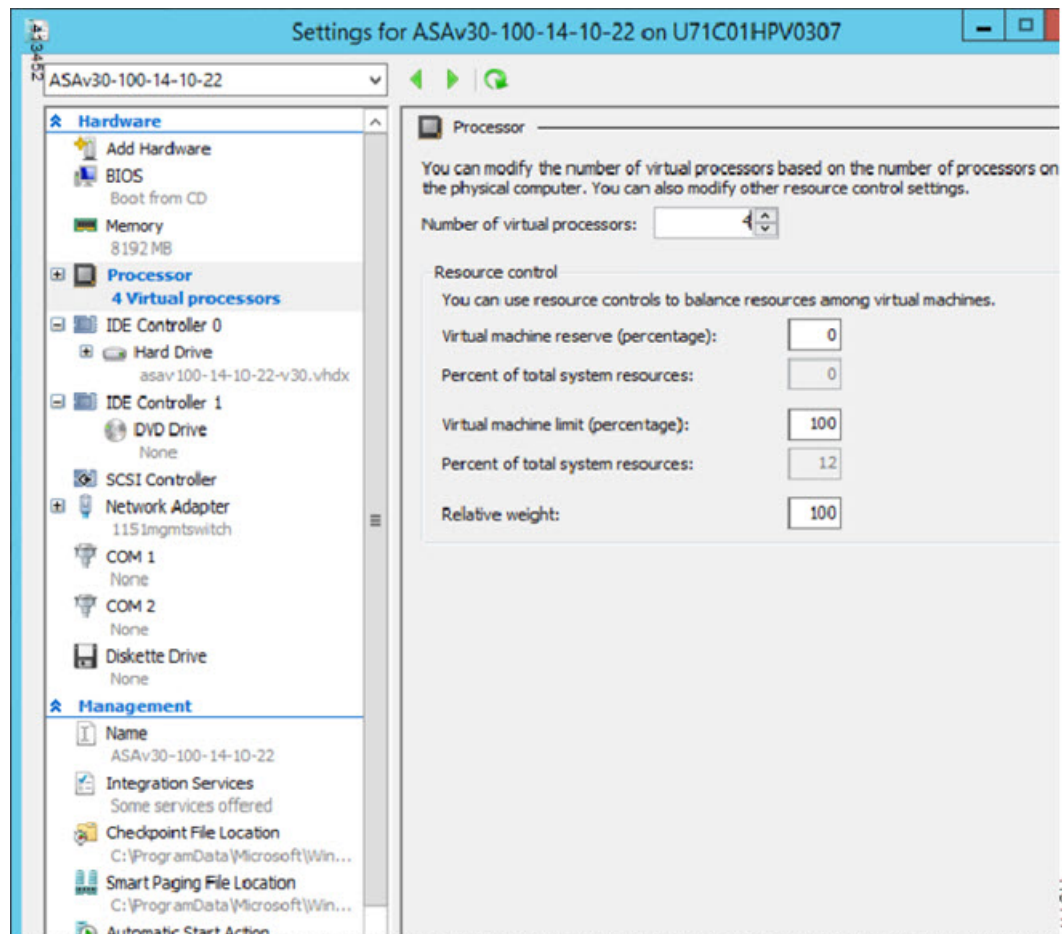 Settings for ASAv30-100-14-10-22 on U71C01HPV0307
413452
ASAv30-100-14-10-22
Hardware
Add Hardware
BIOS
Boot from CD
Memory
8192 MB
Processor
4 Virtual processors
IDE Controller 0
Hard Drive
asav100-14-10-22-v30.vhdx
IDE Controller 1
DVD Drive
None
SCSI Controller
Network Adapter
1151mgmtswitch
COM 1
None
COM 2
None
Diskette Drive
None
Management
Name
ASAv30-100-14-10-22
Integration Services
Some services offered
Checkpoint File Location
C:\ProgramData\Microsoft\Win...
Smart Paging File Location
C:\ProgramData\Microsoft\Win...
Automatic Start Action
Processor
You can modify the number of virtual processors based on the number of processors on
the physical computer. You can also modify other resource control settings.
Number of virtual processors: 4
Resource control
You can use resource controls to balance resources among virtual machines.
Virtual machine reserve (percentage): 0
Percent of total system resources: 0
Virtual machine limit (percentage): 100
Percent of total system resources: 12
Relative weight: 100